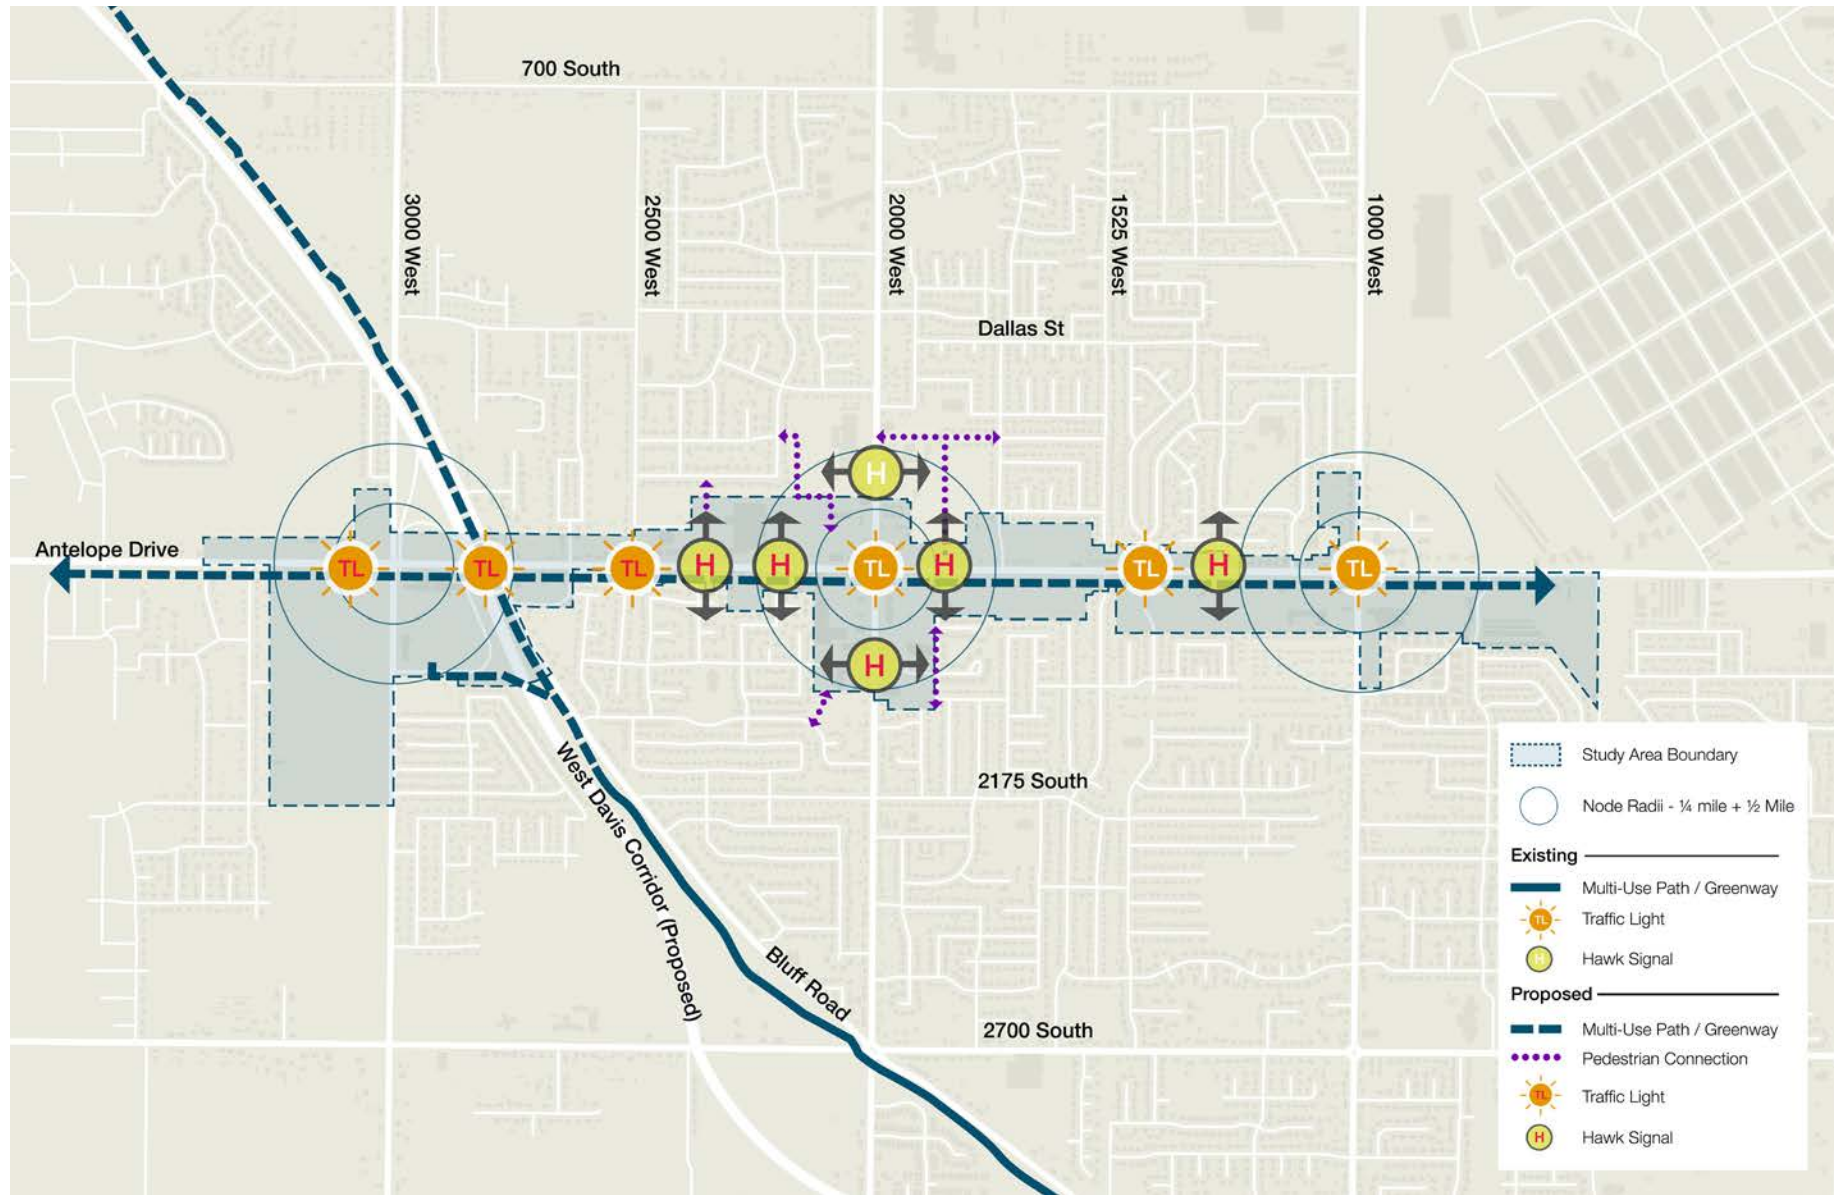 700 South
3000 West
2500 West
2000 West
1525 West
1000 West
Dallas St
H
Antelope Drive
TL
TL
TL
H
H
TL
H
TL
H
TL
H
2175 South
West Davis Corridor (Proposed)
Bluff Road
2700 South
Study Area Boundary
Node Radii - ¼ mile + ½ Mile
Existing
Multi-Use Path / Greenway
TL Traffic Light
H Hawk Signal
Proposed
Multi-Use Path / Greenway
Pedestrian Connection
TL Traffic Light
H Hawk Signal